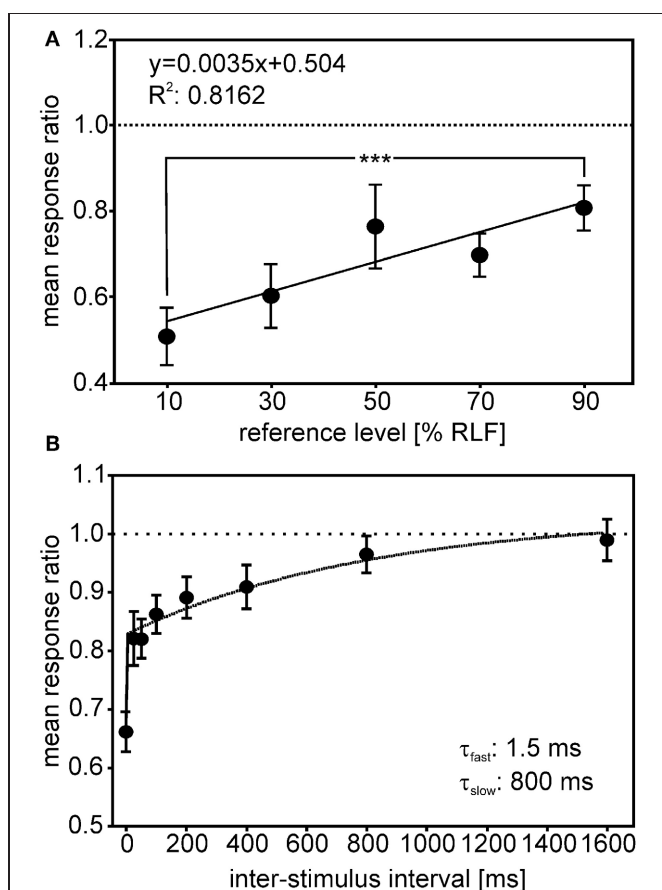 A
1.2
1.0
0.8
0.6
0.4
mean response ratio
y=0.0035x+0.504
R²: 0.8162
***
10 30 50 70 90
reference level [% RLF]
B
1.1
1.0
0.9
0.8
0.7
0.6
0.5
mean response ratio
τfast: 1.5 ms
τslow: 800 ms
0 200 400 600 800 1000 1200 1400 1600
inter-stimulus interval [ms]